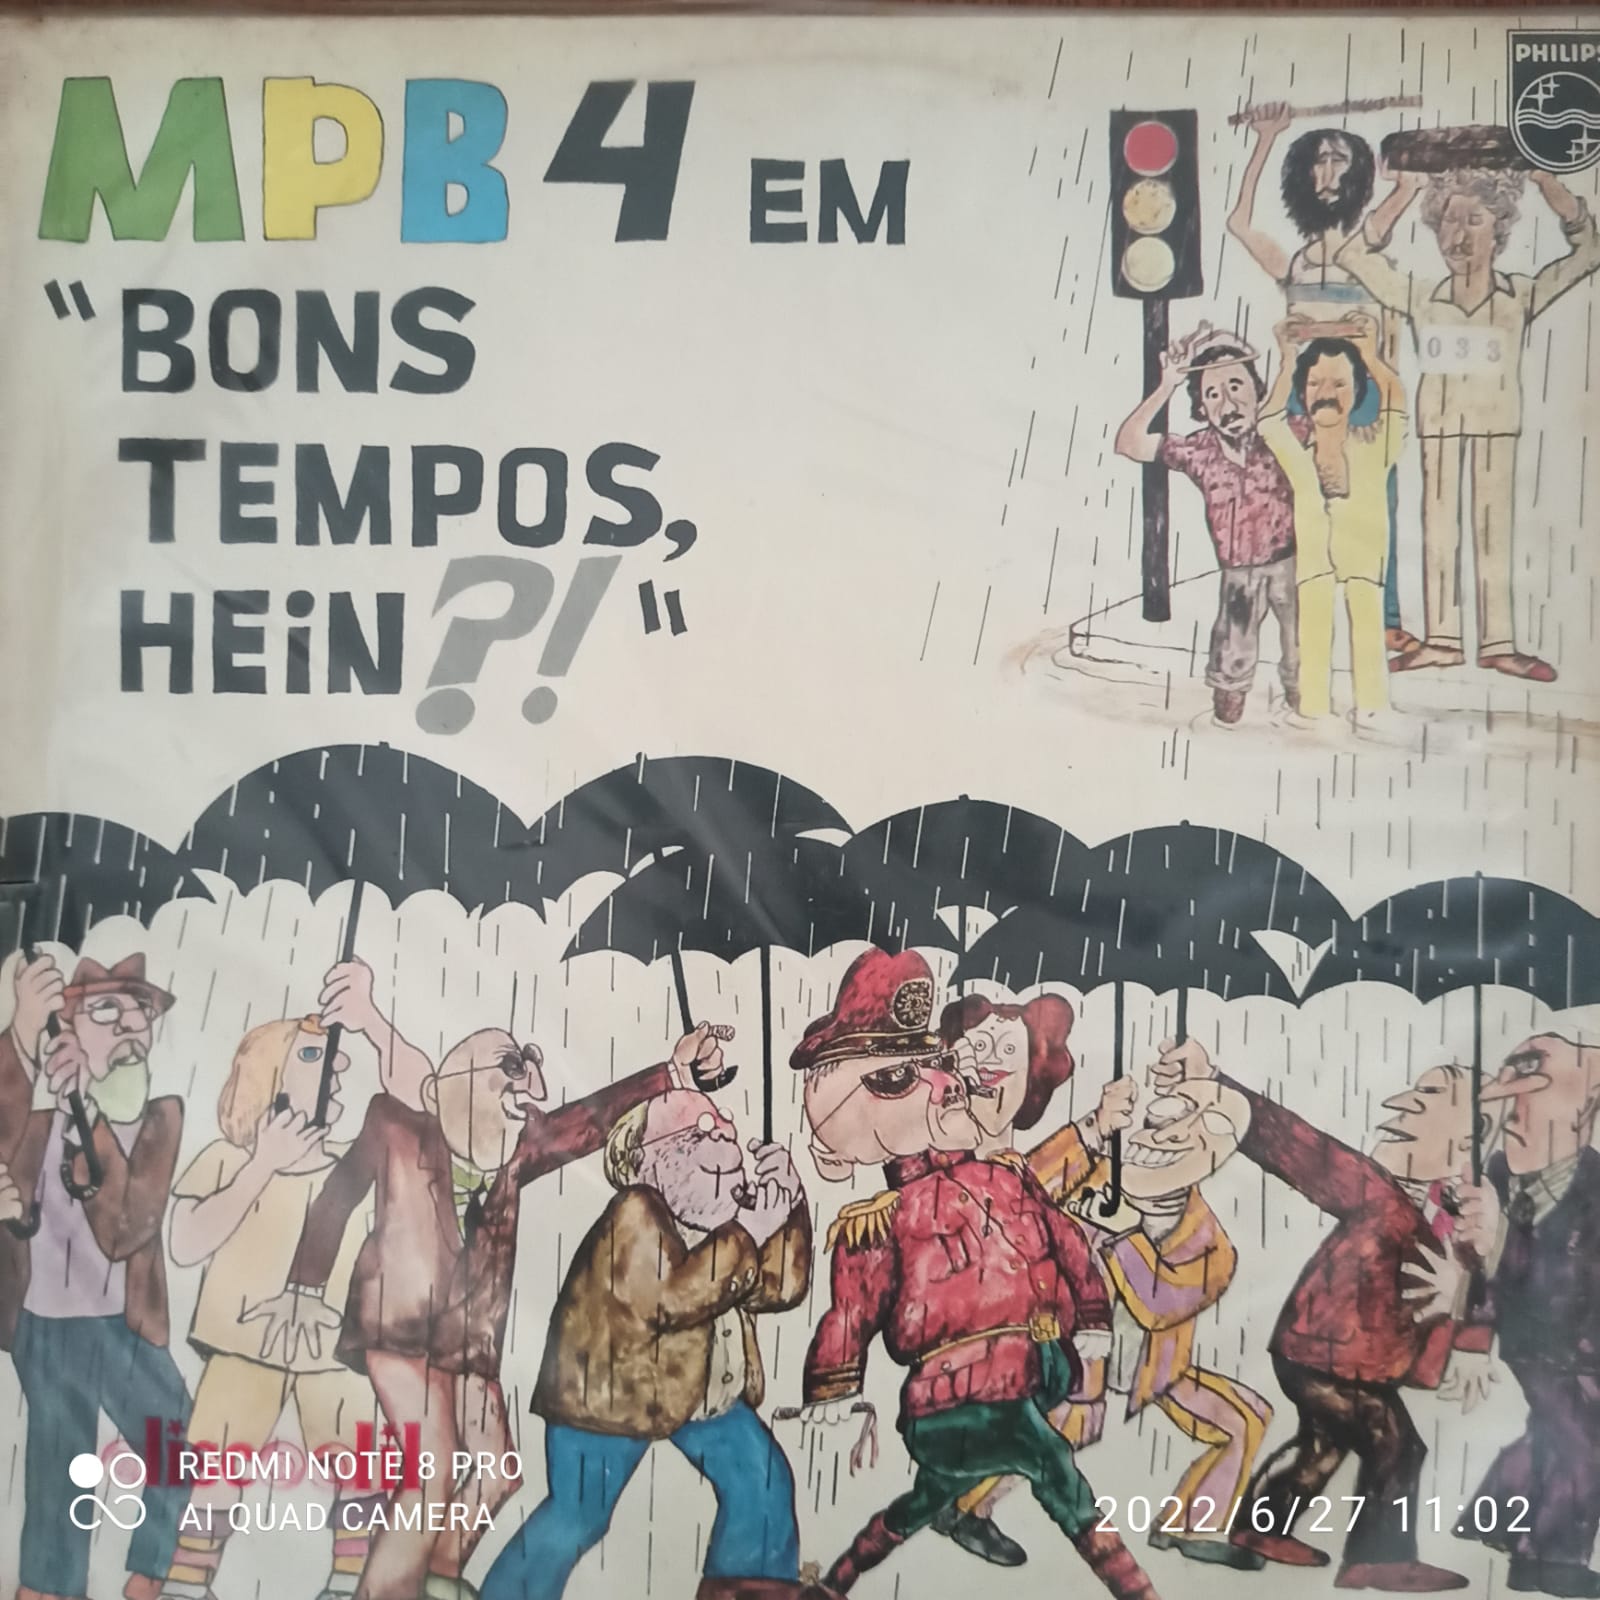 PHILIPS
MPB 4 EM
"BONS
TEMPOS,
HEiN?!"
033
REDMI NOTE 8 PRO
AI QUAD CAMERA
2022/6/27 11:02